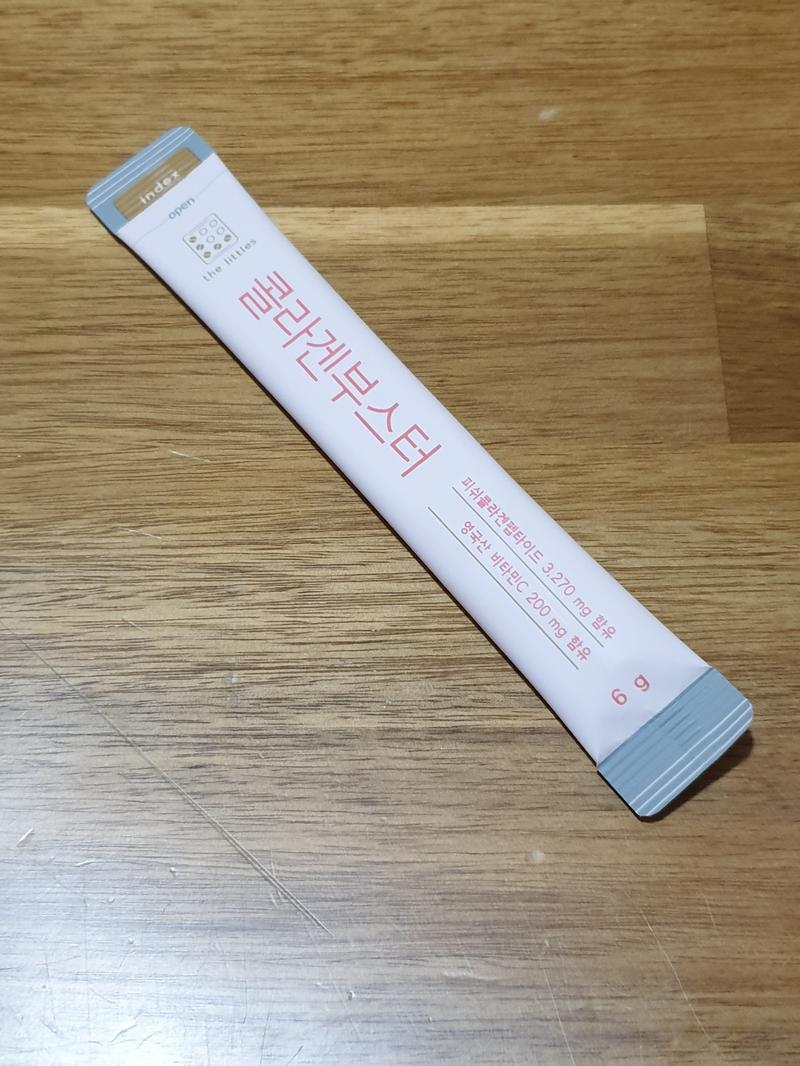 index
open
the littles
콜라겐부스터
피쉬콜라겐펩타이드 3,270 mg 함유
영국산 비타민C 200 mg 함유
6 g